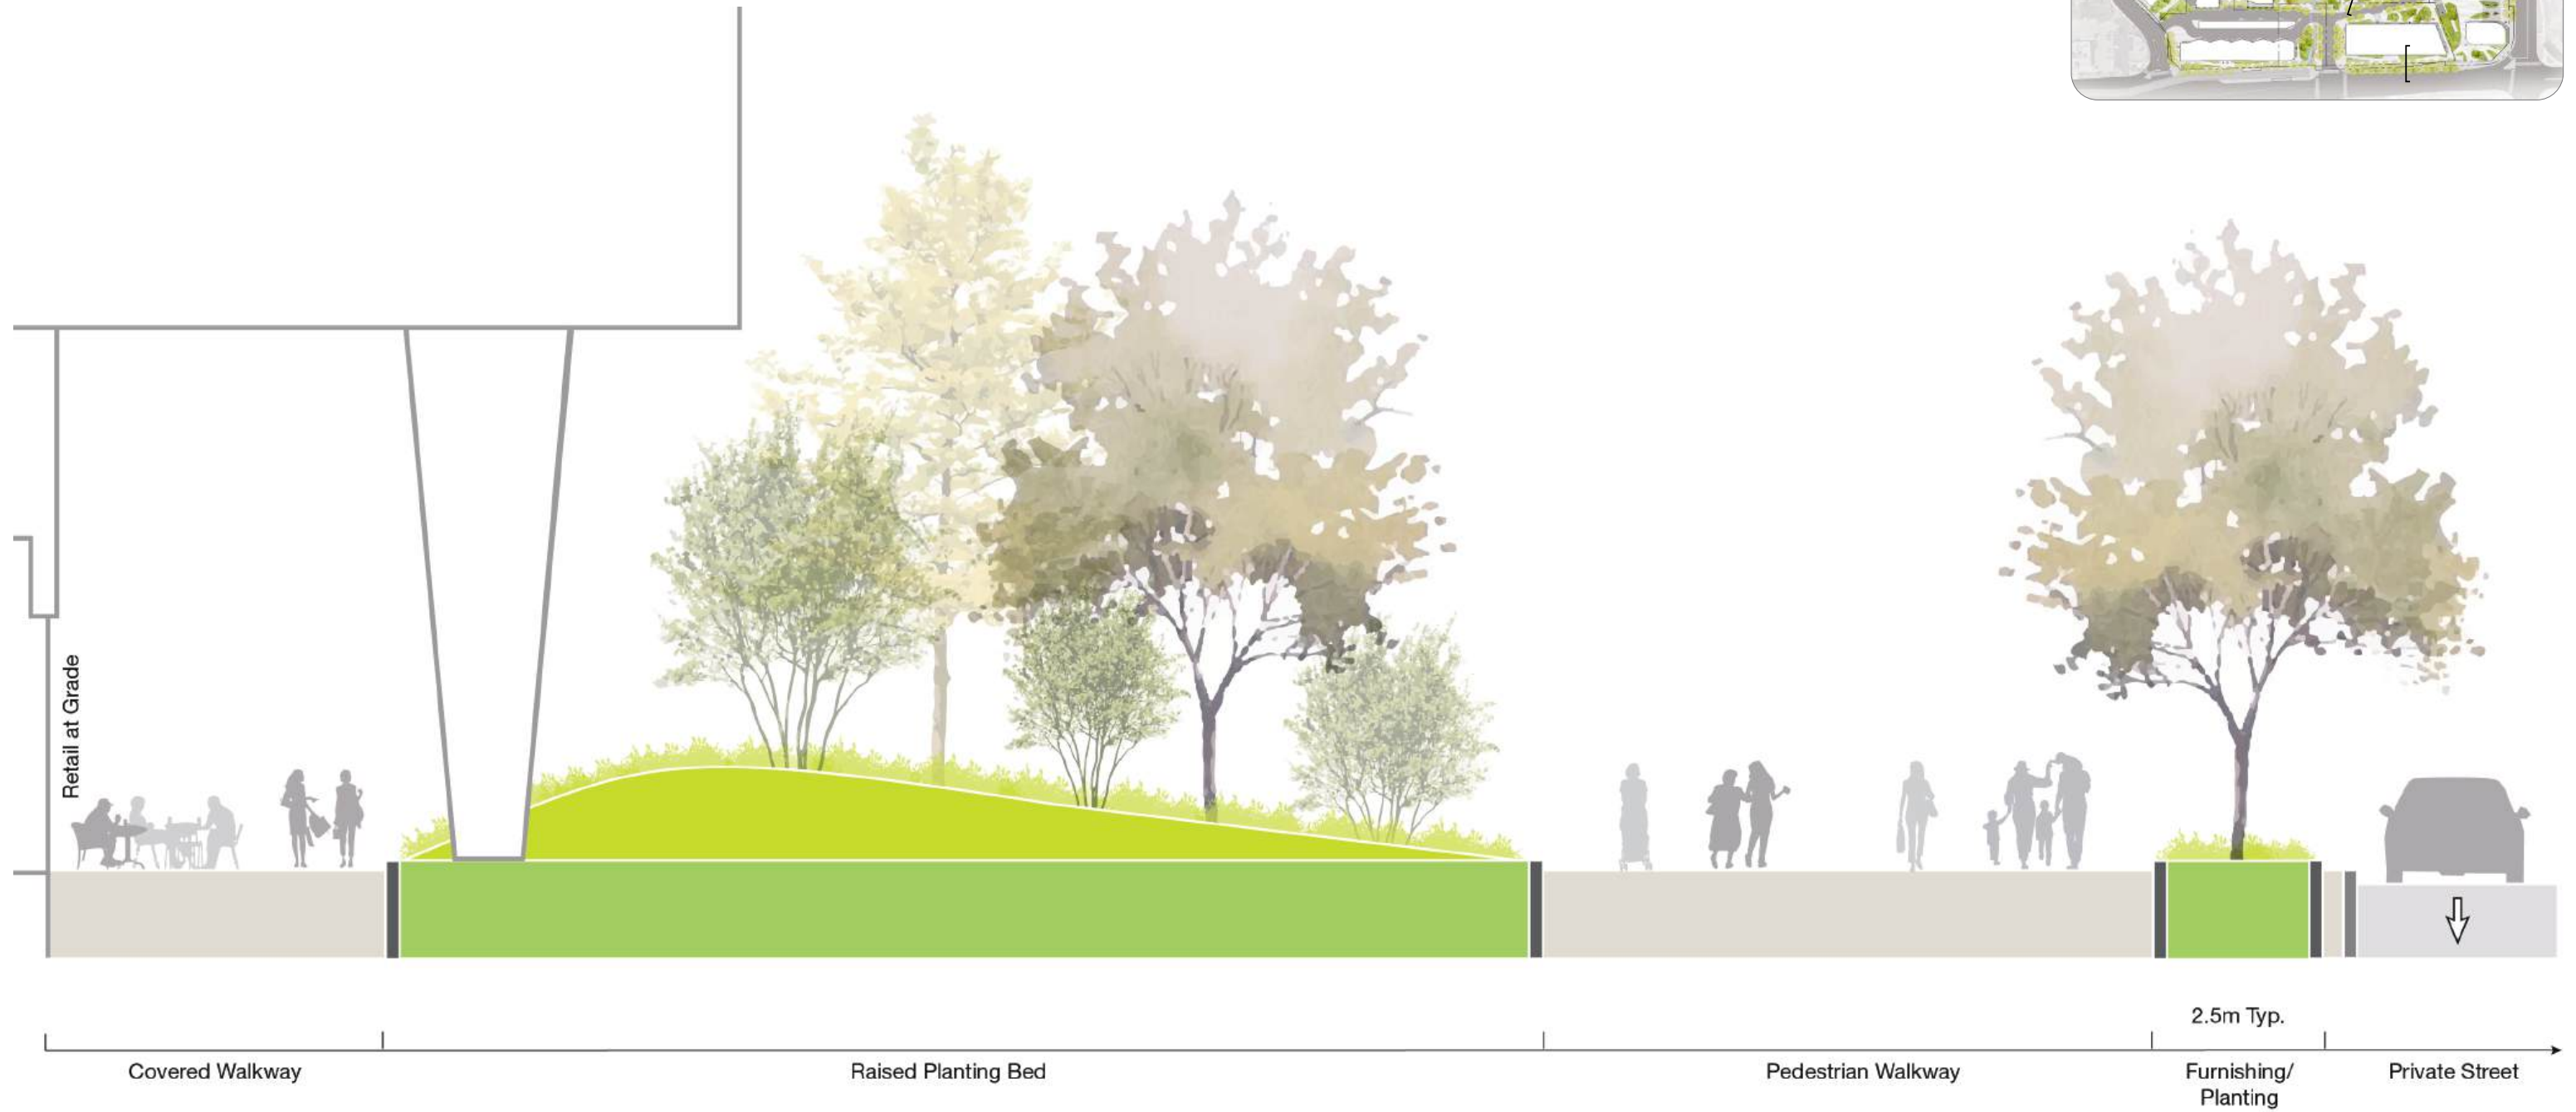 Retail at Grade
2.5m Typ.
Covered Walkway
Raised Planting Bed
Pedestrian Walkway
Furnishing/
Planting
Private Street